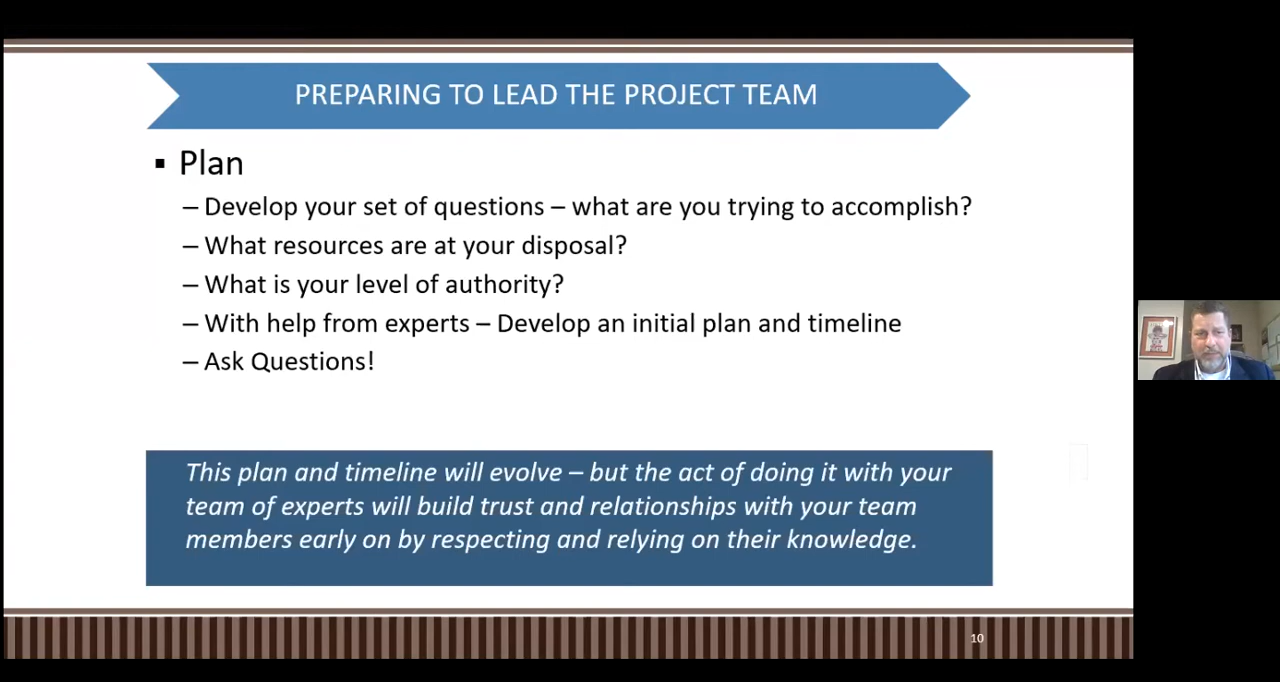 PREPARING TO LEAD THE PROJECT TEAM
▪ Plan
– Develop your set of questions – what are you trying to accomplish?
– What resources are at your disposal?
– What is your level of authority?
– With help from experts – Develop an initial plan and timeline
– Ask Questions!
This plan and timeline will evolve – but the act of doing it with your
team of experts will build trust and relationships with your team
members early on by respecting and relying on their knowledge.
10